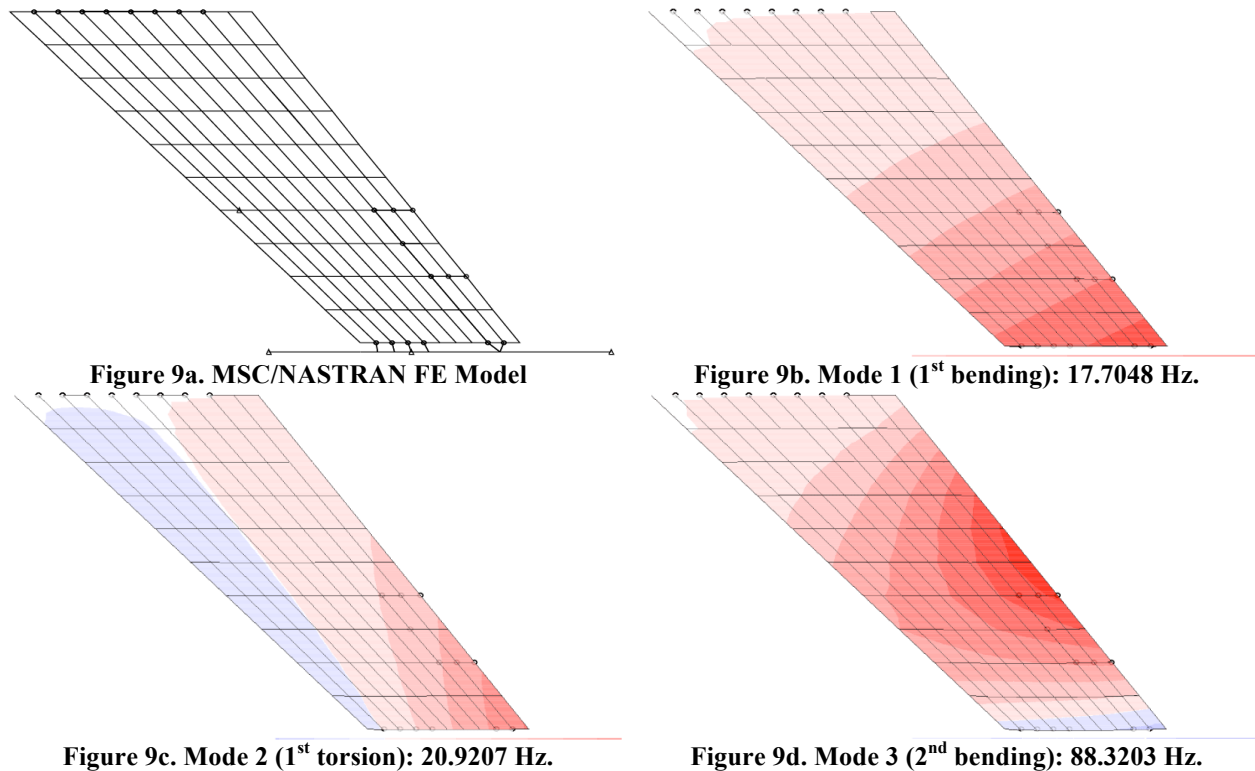 Figure 9a. MSC/NASTRAN FE Model
Figure 9b. Mode 1 (1st bending): 17.7048 Hz.
Figure 9c. Mode 2 (1st torsion): 20.9207 Hz.
Figure 9d. Mode 3 (2nd bending): 88.3203 Hz.